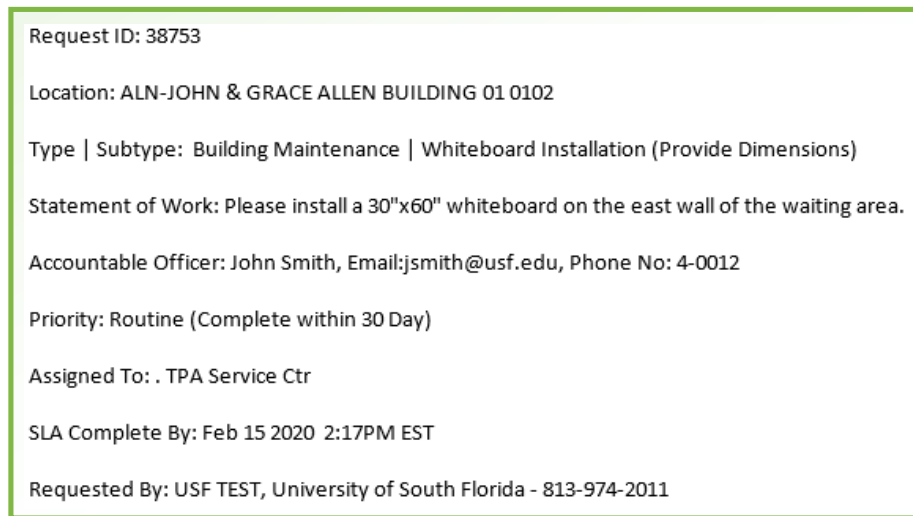 Request ID: 38753
Location: ALN-JOHN & GRACE ALLEN BUILDING 01 0102
Type | Subtype:  Building Maintenance | Whiteboard Installation (Provide Dimensions)
Statement of Work: Please install a 30"x60" whiteboard on the east wall of the waiting area.
Accountable Officer: John Smith, Email:jsmith@usf.edu, Phone No: 4-0012
Priority: Routine (Complete within 30 Day)
Assigned To: . TPA Service Ctr
SLA Complete By: Feb 15 2020  2:17PM EST
Requested By: USF TEST, University of South Florida - 813-974-2011